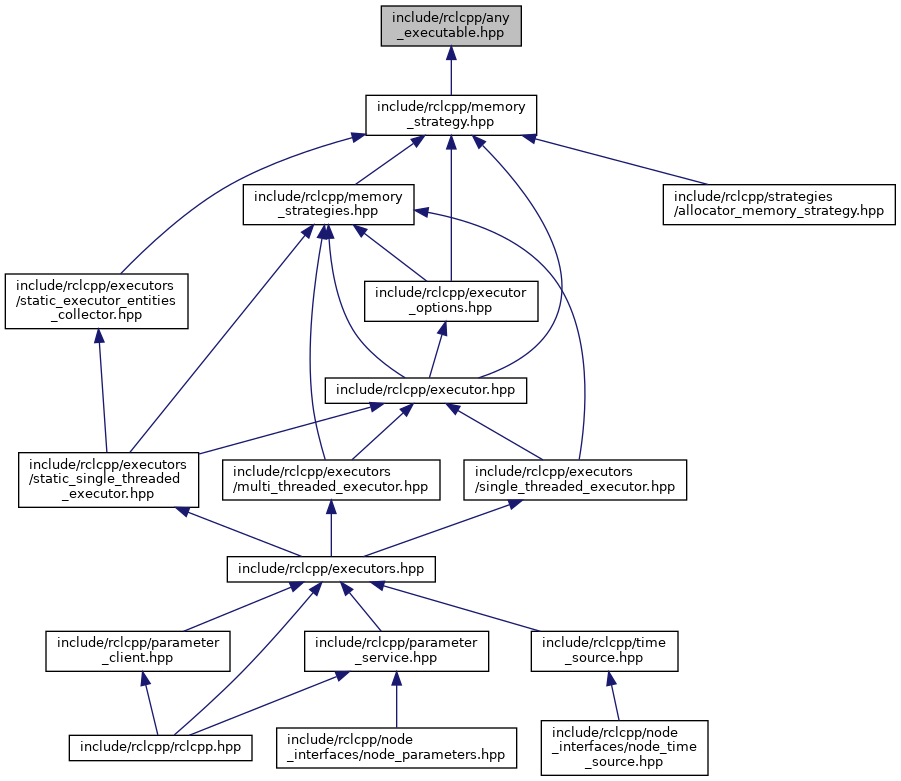 include/rclcpp/any
_executable.hpp
include/rclcpp/memory
_strategy.hpp
include/rclcpp/memory
_strategies.hpp
include/rclcpp/strategies
/allocator_memory_strategy.hpp
include/rclcpp/executors
/static_executor_entities
_collector.hpp
include/rclcpp/executor
_options.hpp
include/rclcpp/executor.hpp
include/rclcpp/executors
/static_single_threaded
_executor.hpp
include/rclcpp/executors
/multi_threaded_executor.hpp
include/rclcpp/executors
/single_threaded_executor.hpp
include/rclcpp/executors.hpp
include/rclcpp/parameter
_client.hpp
include/rclcpp/parameter
_service.hpp
include/rclcpp/time
_source.hpp
include/rclcpp/rclcpp.hpp
include/rclcpp/node
_interfaces/node_parameters.hpp
include/rclcpp/node
_interfaces/node_time
_source.hpp